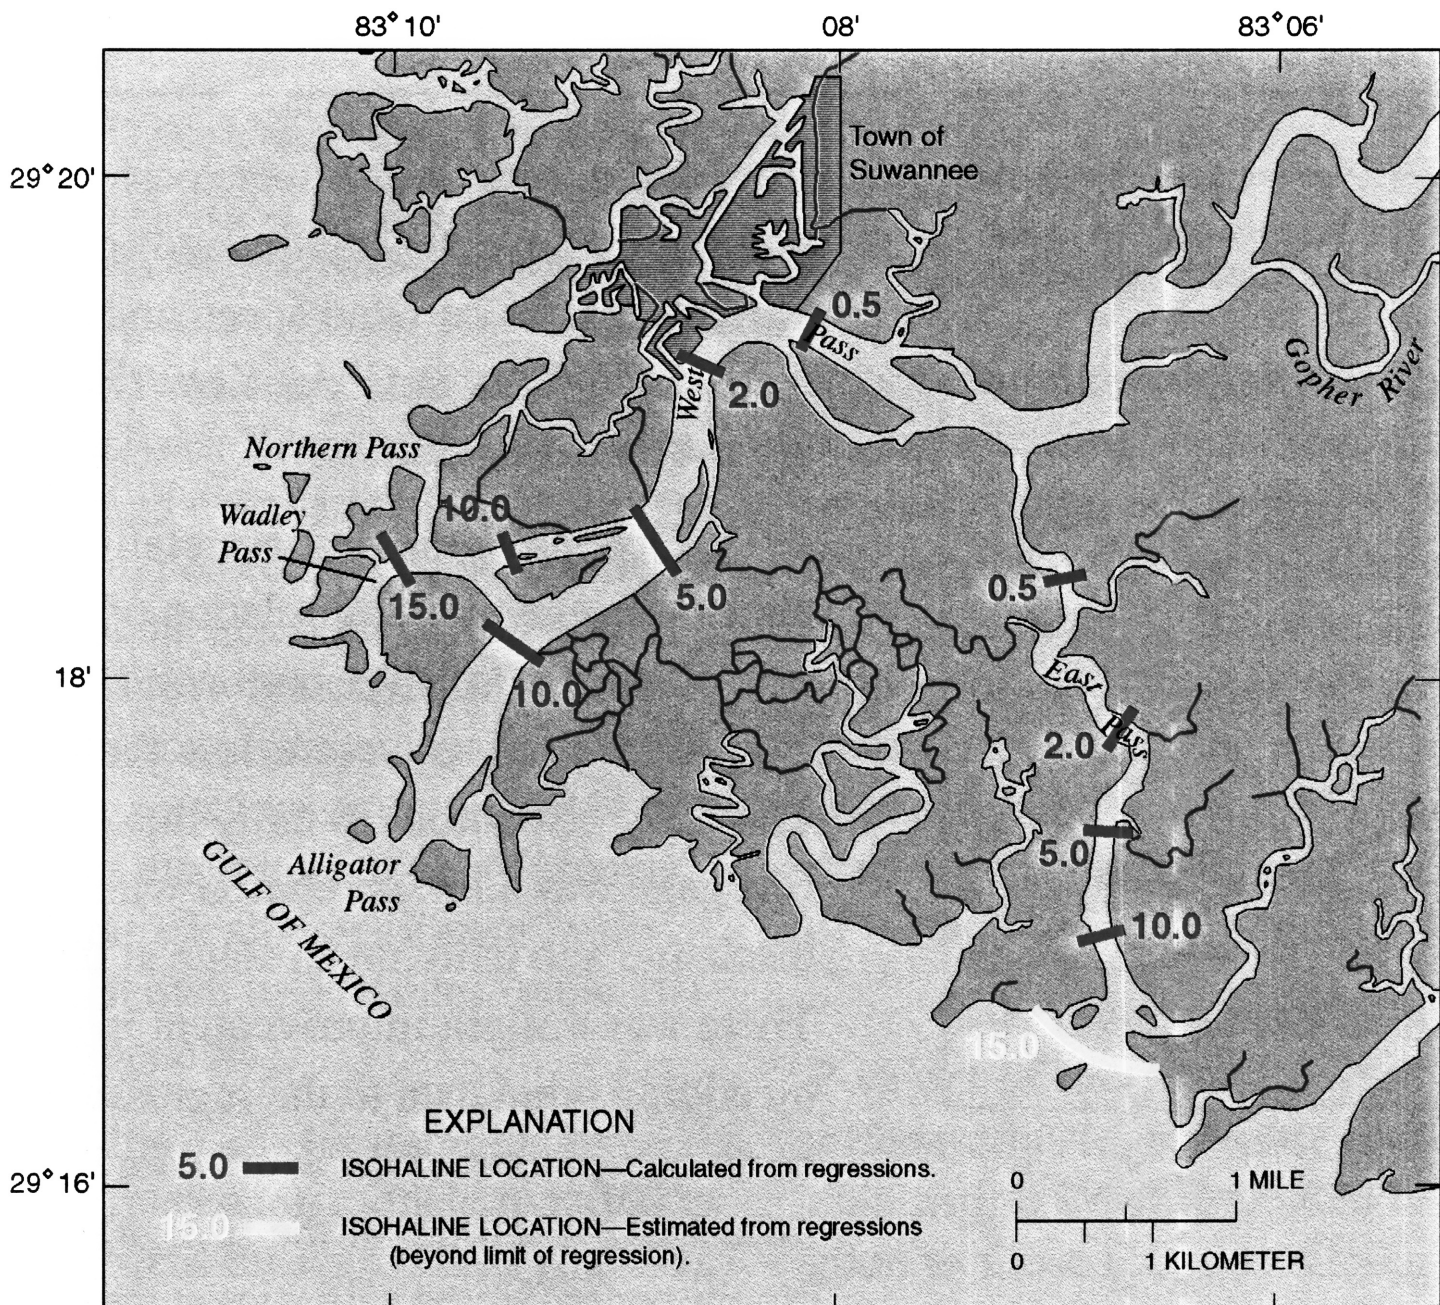 83° 10'
08'
83° 06'
29° 20'
Town of
Suwannee
0.5
Pass
West
2.0
Gopher River
Northern Pass
10.0
Wadley
Pass
15.0
5.0
0.5
18'
East
Pass
10.0
2.0
5.0
Alligator
Pass
GULF OF MEXICO
10.0
15.0
EXPLANATION
5.0 ISOHALINE LOCATION—Calculated from regressions.
15.0 ISOHALINE LOCATION—Estimated from regressions
(beyond limit of regression).
29° 16'
0 1 MILE
0 1 KILOMETER